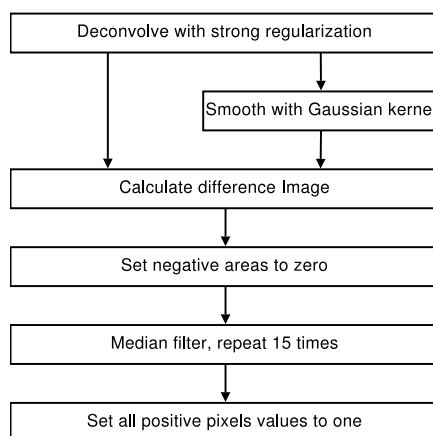 Deconvolve with strong regularization
Smooth with Gaussian kerne
Calculate difference Image
Set negative areas to zero
Median filter, repeat 15 times
Set all positive pixels values to one